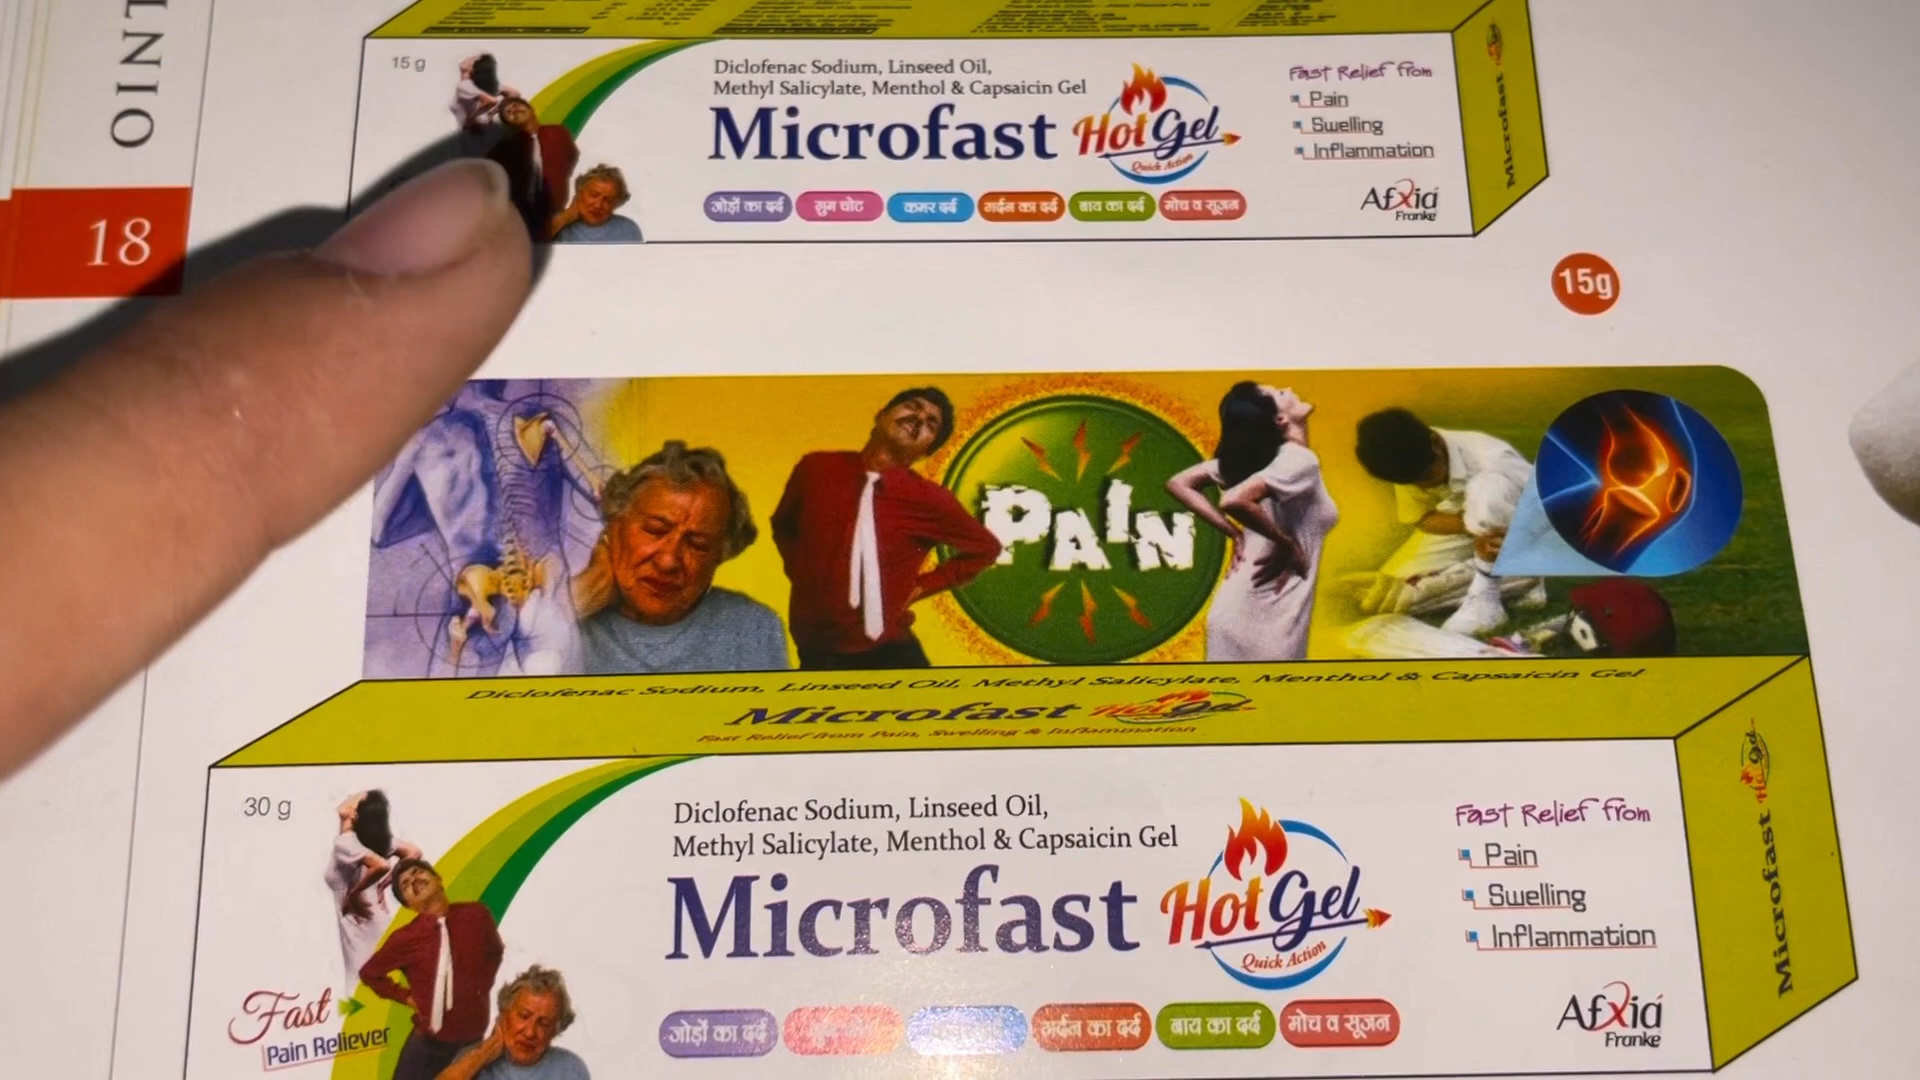 OINT
18
15 g
Diclofenac Sodium, Linseed Oil,
Methyl Salicylate, Menthol & Capsaicin Gel
Microfast Hot Gel
Quick Action
Fast Relief from
Pain
Swelling
Inflammation
जोड़ों का दर्द गुम चोट कमर दर्द गर्दन का दर्द बाय का दर्द मोच व सूजन
Afxia
Franke
Microfast
15g
PAIN
Diclofenac Sodium, Linseed Oil, Methyl Salicylate, Menthol & Capsaicin Gel
Microfast Hot Gel
Fast Relief from Pain, Swelling & Inflammation
30 g
Diclofenac Sodium, Linseed Oil,
Methyl Salicylate, Menthol & Capsaicin Gel
Microfast Hot Gel
Quick Action
Fast Relief from
Pain
Swelling
Inflammation
Fast
Pain Reliever
जोड़ों का दर्द गर्दन का दर्द बाय का दर्द मोच व सूजन
Afxia
Franke
Microfast Hot Gel